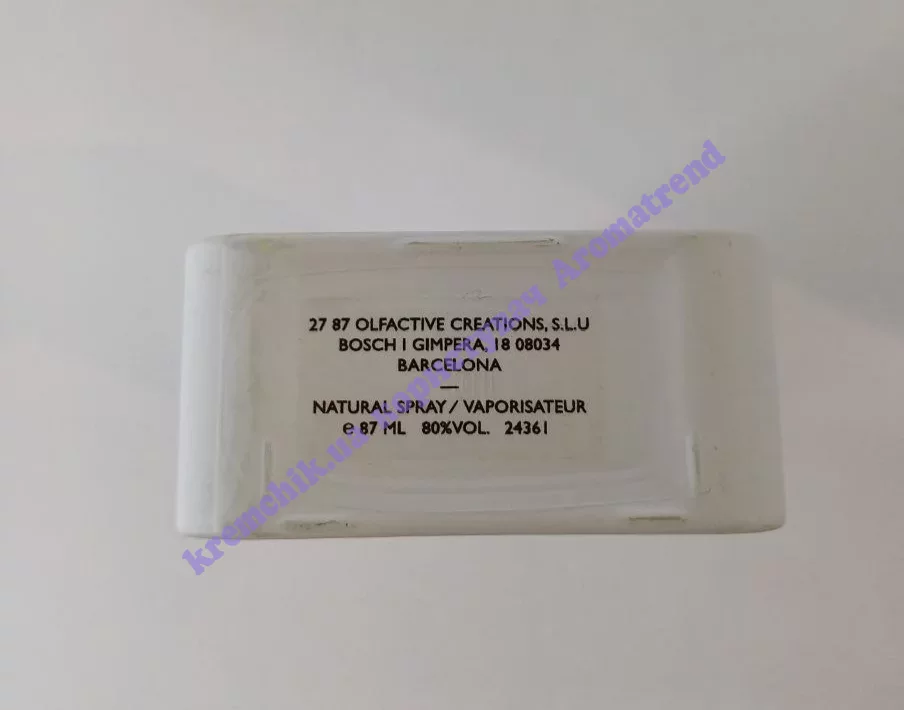 27 87 OLFACTIVE CREATIONS, S.L.U
BOSCH I GIMPERA, 18 08034
BARCELONA
—
NATURAL SPRAY / VAPORISATEUR
℮ 87 ML 80%VOL. 24361
kremchik.ua Aromatrend